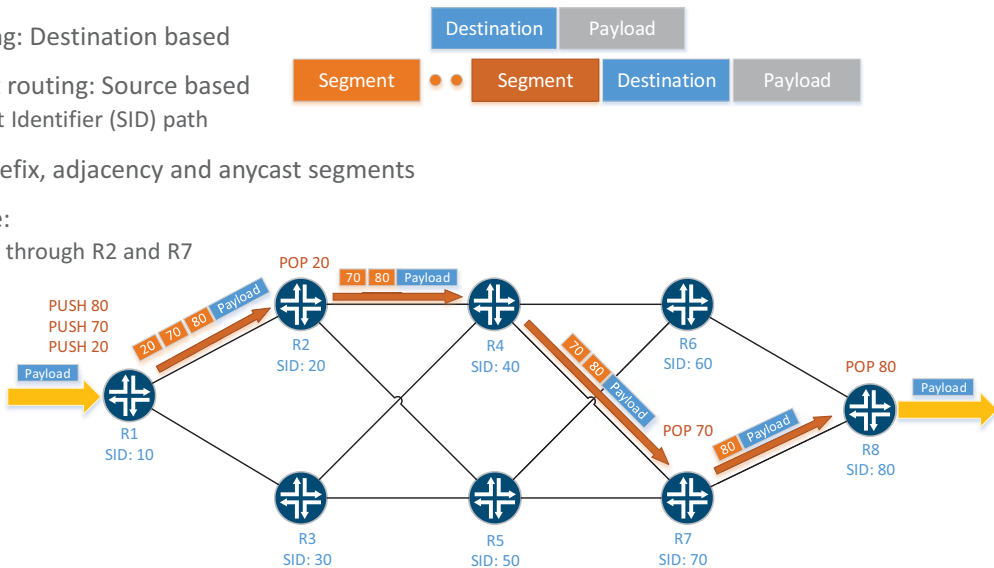 ng: Destination based
Destination Payload
t routing: Source based
Segment Segment Destination Payload
t Identifier (SID) path
efix, adjacency and anycast segments
e:
through R2 and R7
POP 20
70 80 Payload
PUSH 80
PUSH 70
PUSH 20
20 70 80 Payload
R2
SID: 20
R4
SID: 40
R6
SID: 60
70 80 Payload
POP 80
Payload
Payload
R1
SID: 10
POP 70
80 Payload
R8
SID: 80
R3
SID: 30
R5
SID: 50
R7
SID: 70